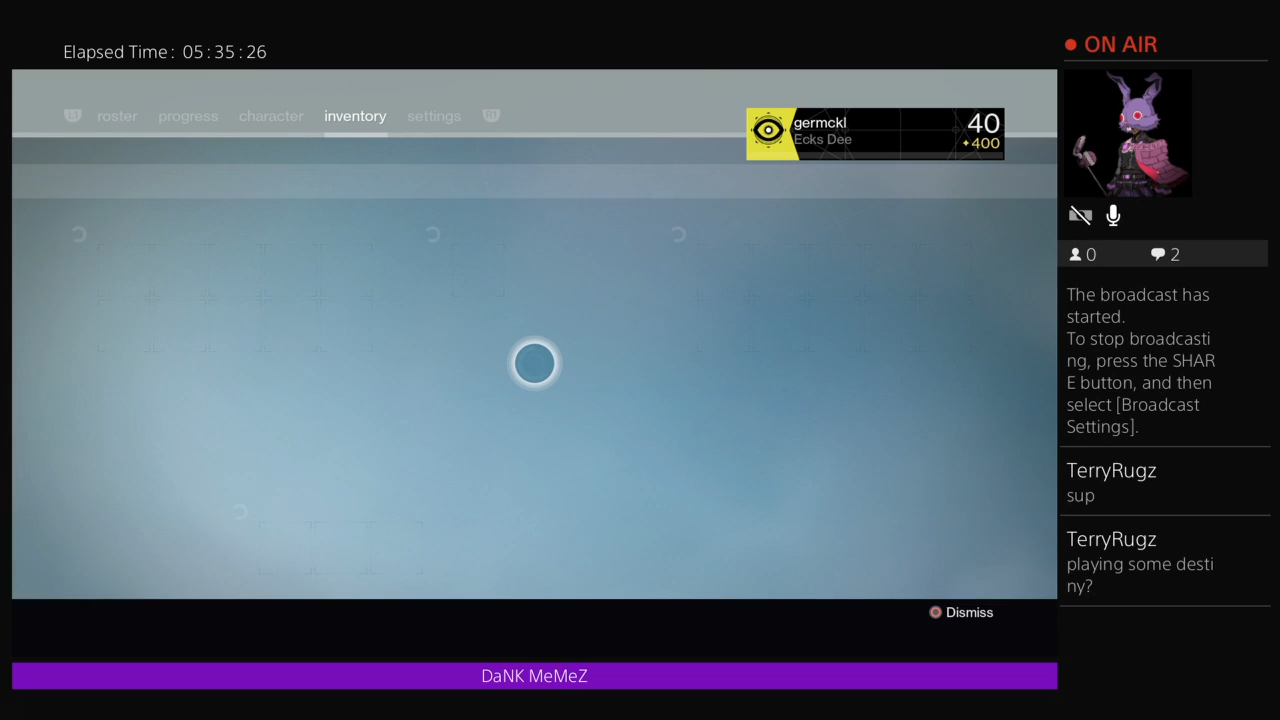 Elapsed Time: 05:35:26
ON AIR
L1 roster progress character inventory settings R1
germckl 40
Ecks Dee 400
0 2
The broadcast has
started.
To stop broadcasti
ng, press the SHAR
E button, and then
select [Broadcast
Settings].
TerryRugz
sup
TerryRugz
playing some desti
ny?
Dismiss
DaNK MeMeZ